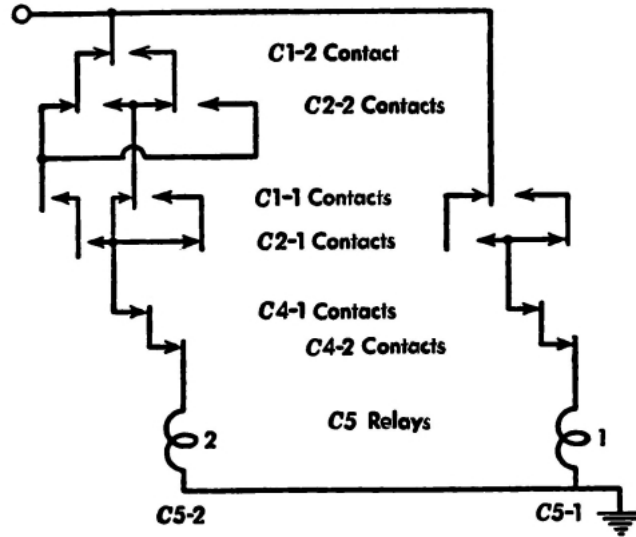 C1-2 Contact
C2-2 Contacts
C1-1 Contacts
C2-1 Contacts
C4-1 Contacts
C4-2 Contacts
C5 Relays
2
1
C5-2
C5-1